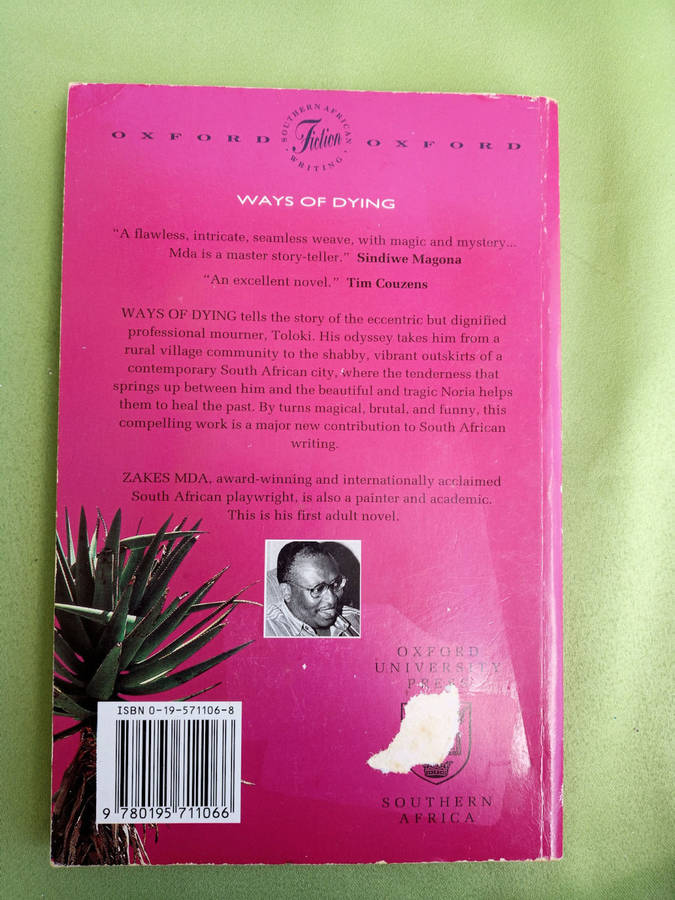 OXFORD SOUTHERN AFRICAN Fiction WRITING OXFORD
WAYS OF DYING
“A flawless, intricate, seamless weave, with magic and mystery...
Mda is a master story-teller.” Sindiwe Magona
“An excellent novel.” Tim Couzens
WAYS OF DYING tells the story of the eccentric but dignified
professional mourner, Toloki. His odyssey takes him from a
rural village community to the shabby, vibrant outskirts of a
contemporary South African city, where the tenderness that
springs up between him and the beautiful and tragic Noria helps
them to heal the past. By turns magical, brutal, and funny, this
compelling work is a major new contribution to South African
writing.
ZAKES MDA, award-winning and internationally acclaimed
South African playwright, is also a painter and academic.
This is his first adult novel.
OXFORD
UNIVERSITY
PRESS
SOUTHERN
AFRICA
ISBN 0-19-571106-8
9 780195 711066